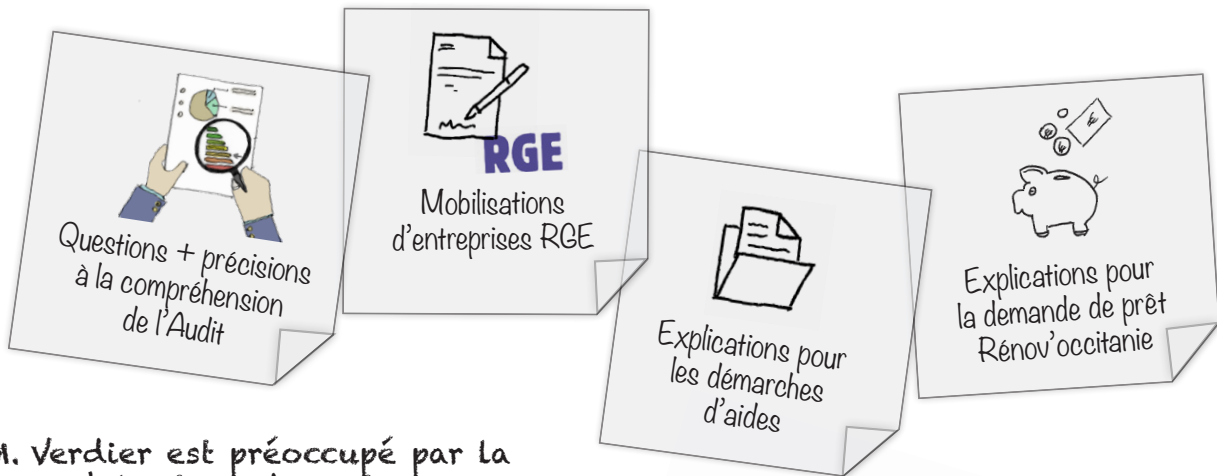 Questions + précisions
à la compréhension
de l'Audit
RGE
Mobilisations
d'entreprises RGE
Explications pour
les démarches
d'aides
Explications pour
la demande de prêt
Rénov'occitanie
M. Verdier est préoccupé par la